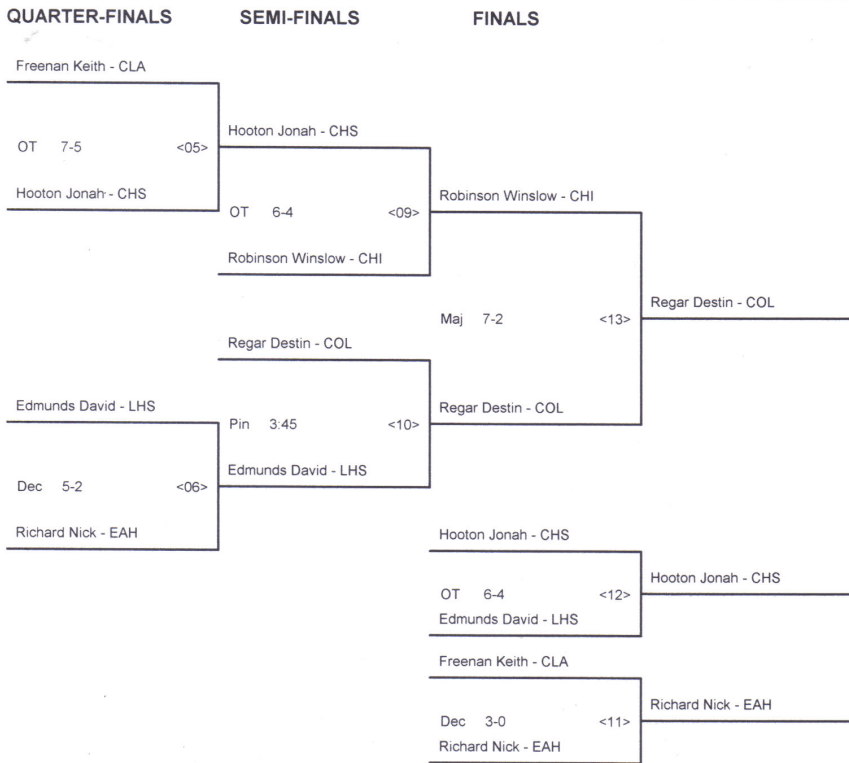 QUARTER-FINALS SEMI-FINALS FINALS
Freenan Keith - CLA
OT 7-5 <05>
Hooton Jonah - CHS
Edmunds David - LHS
Dec 5-2 <06>
Richard Nick - EAH
Hooton Jonah - CHS
OT 6-4 <09>
Robinson Winslow - CHI
Regar Destin - COL
Pin 3:45 <10>
Edmunds David - LHS
Robinson Winslow - CHI
Maj 7-2 <13>
Regar Destin - COL
Regar Destin - COL
Hooton Jonah - CHS
OT 6-4 <12>
Edmunds David - LHS
Hooton Jonah - CHS
Freenan Keith - CLA
Dec 3-0 <11>
Richard Nick - EAH
Richard Nick - EAH